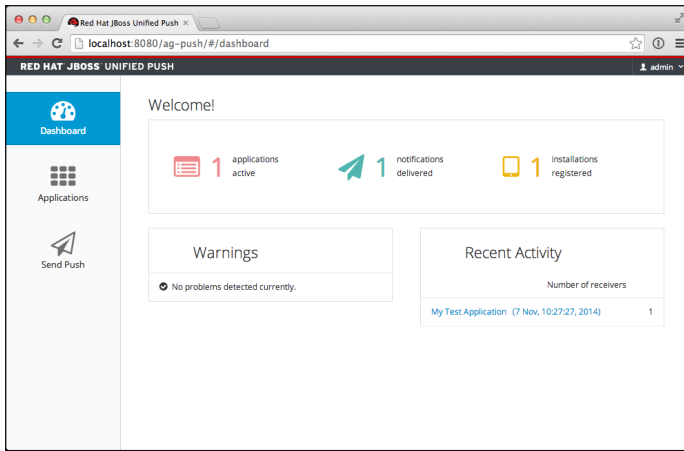 Red Hat JBoss Unified Push
localhost:8080/ag-push/#/dashboard
RED HAT JBOSS UNIFIED PUSH
admin
Dashboard
Applications
Send Push
Welcome!
1 applications active
1 notifications delivered
1 installations registered
Warnings
No problems detected currently.
Recent Activity
Number of receivers
My Test Application (7 Nov, 10:27:27, 2014) 1